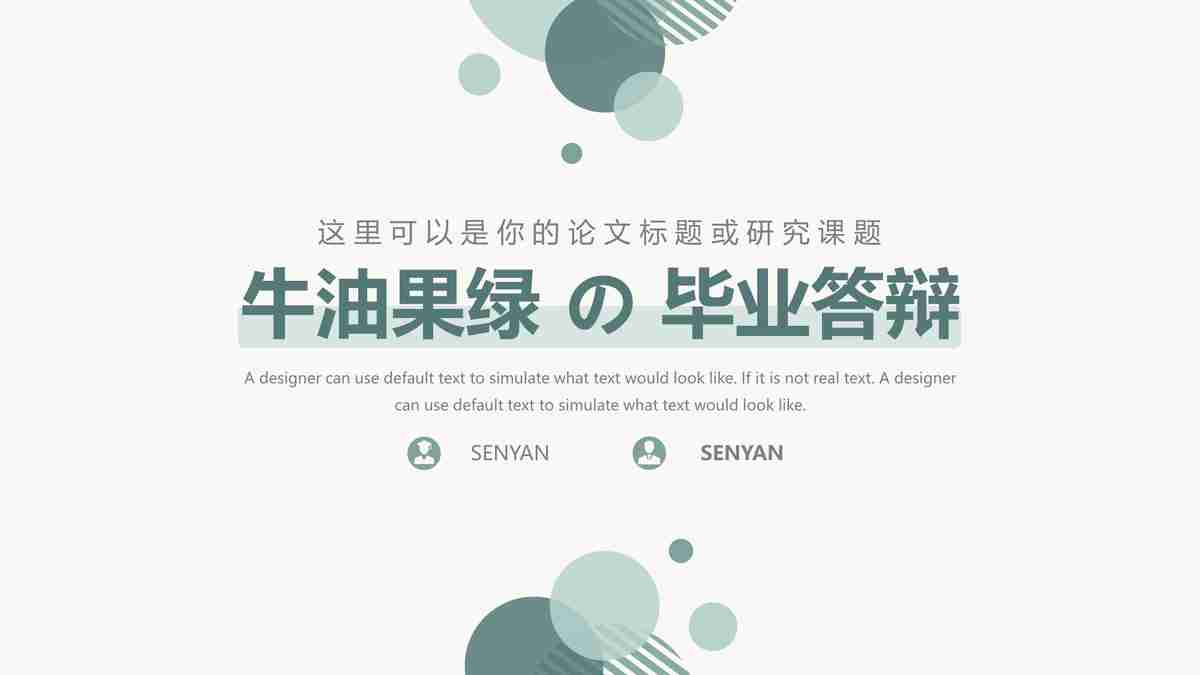 这里可以是你的论文标题或研究课题
牛油果绿 の 毕业答辩
A designer can use default text to simulate what text would look like. If it is not real text. A designer
can use default text to simulate what text would look like.
SENYAN SENYAN